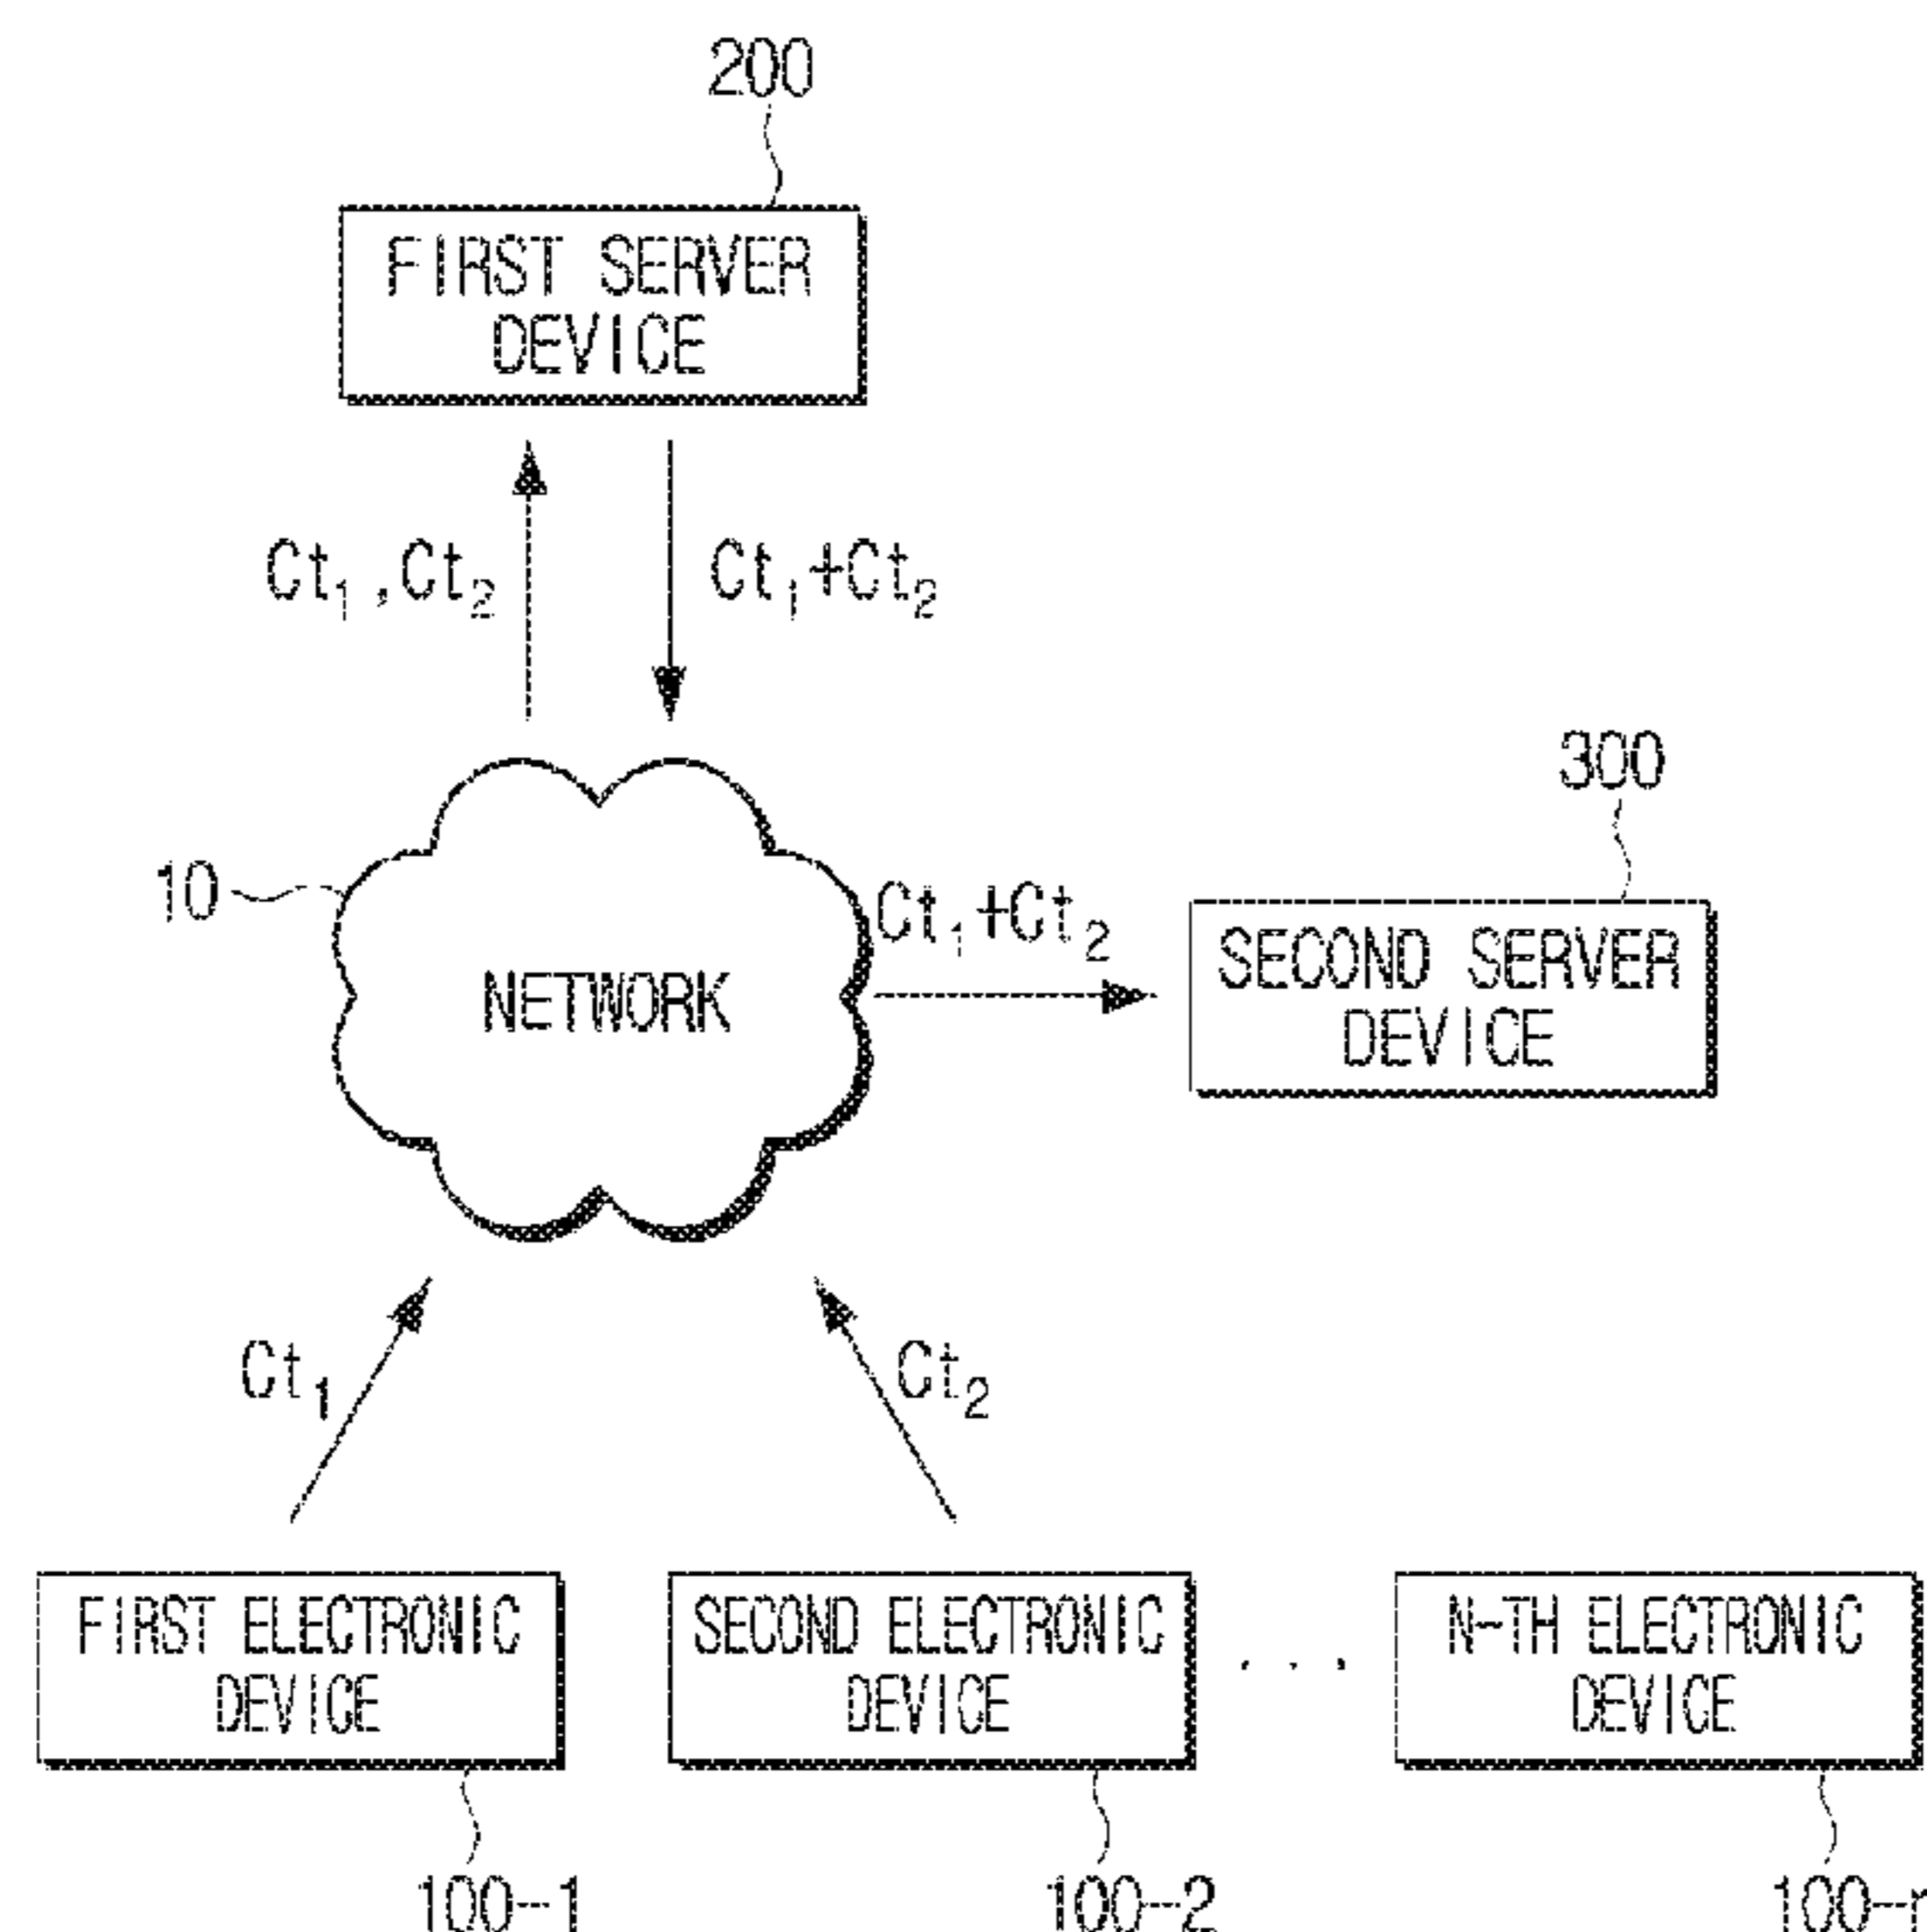 200
FIRST SERVER
DEVICE
Ct₁,Ct₂
Ct₁+Ct₂
300
10
Ct₁+Ct₂
NETWORK
SECOND SERVER
DEVICE
Ct₁
Ct₂
FIRST ELECTRONIC
DEVICE
SECOND ELECTRONIC
DEVICE
...
N-TH ELECTRONIC
DEVICE
100-1
100-2